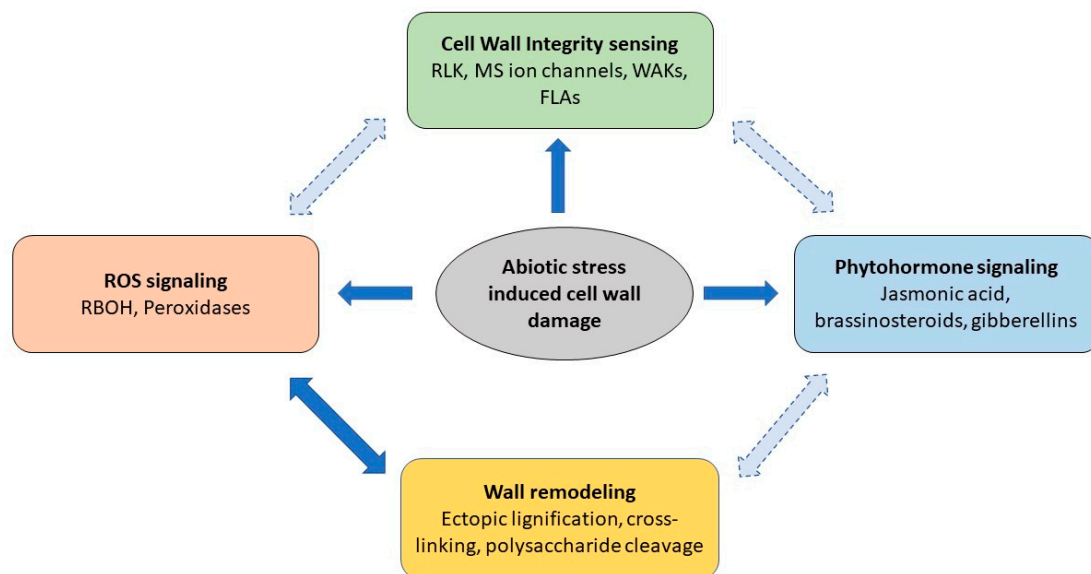 Cell Wall Integrity sensing
RLK, MS ion channels, WAKs,
FLAs
ROS signaling
RBOH, Peroxidases
Abiotic stress
induced cell wall
damage
Phytohormone signaling
Jasmonic acid,
brassinosteroids, gibberellins
Wall remodeling
Ectopic lignification, cross-
linking, polysaccharide cleavage